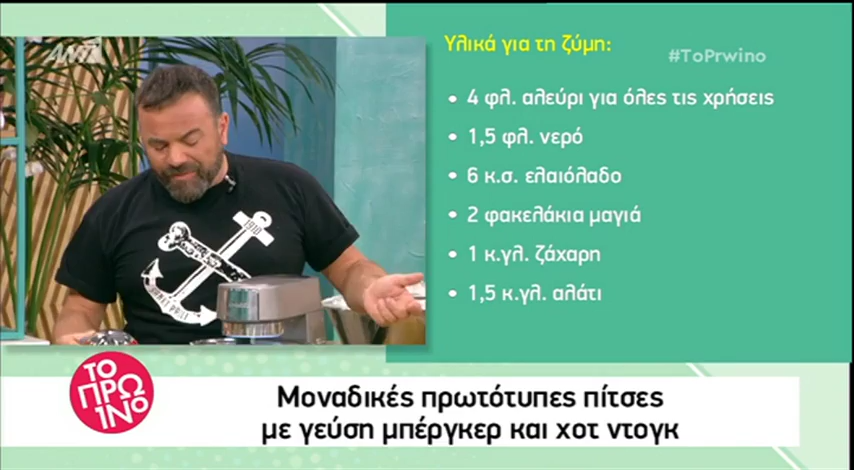 ANT1
Υλικά για τη ζύμη:
#ToPrwino
• 4 φλ. αλεύρι για όλες τις χρήσεις
• 1,5 φλ. νερό
• 6 κ.σ. ελαιόλαδο
• 2 φακελάκια μαγιά
• 1 κ.γλ. ζάχαρη
• 1,5 κ.γλ. αλάτι
1910
ΤΟ
ΠΡΩ
ΙΝΟ
Μοναδικές πρωτότυπες πίτσες
με γεύση μπέργκερ και χοτ ντογκ